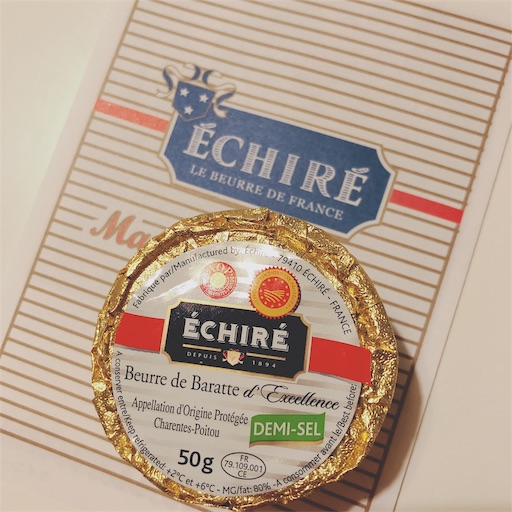 ÉCHIRÉ
LE BEURRE DE FRANCE
Fabriqué par/Manufactured by: Échiré - 79410 ÉCHIRÉ - FRANCE
ÉCHIRÉ
DEPUIS 1894
Beurre de Baratte d'Excellence
Appellation d'Origine Protégée
Charentes-Poitou
DEMI-SEL
50g
FR
79.109.001
CE
A conserver entre/Keep refrigerated: +2°C et +6°C - MG/fat: 80% - A consommer avant le/Best before: